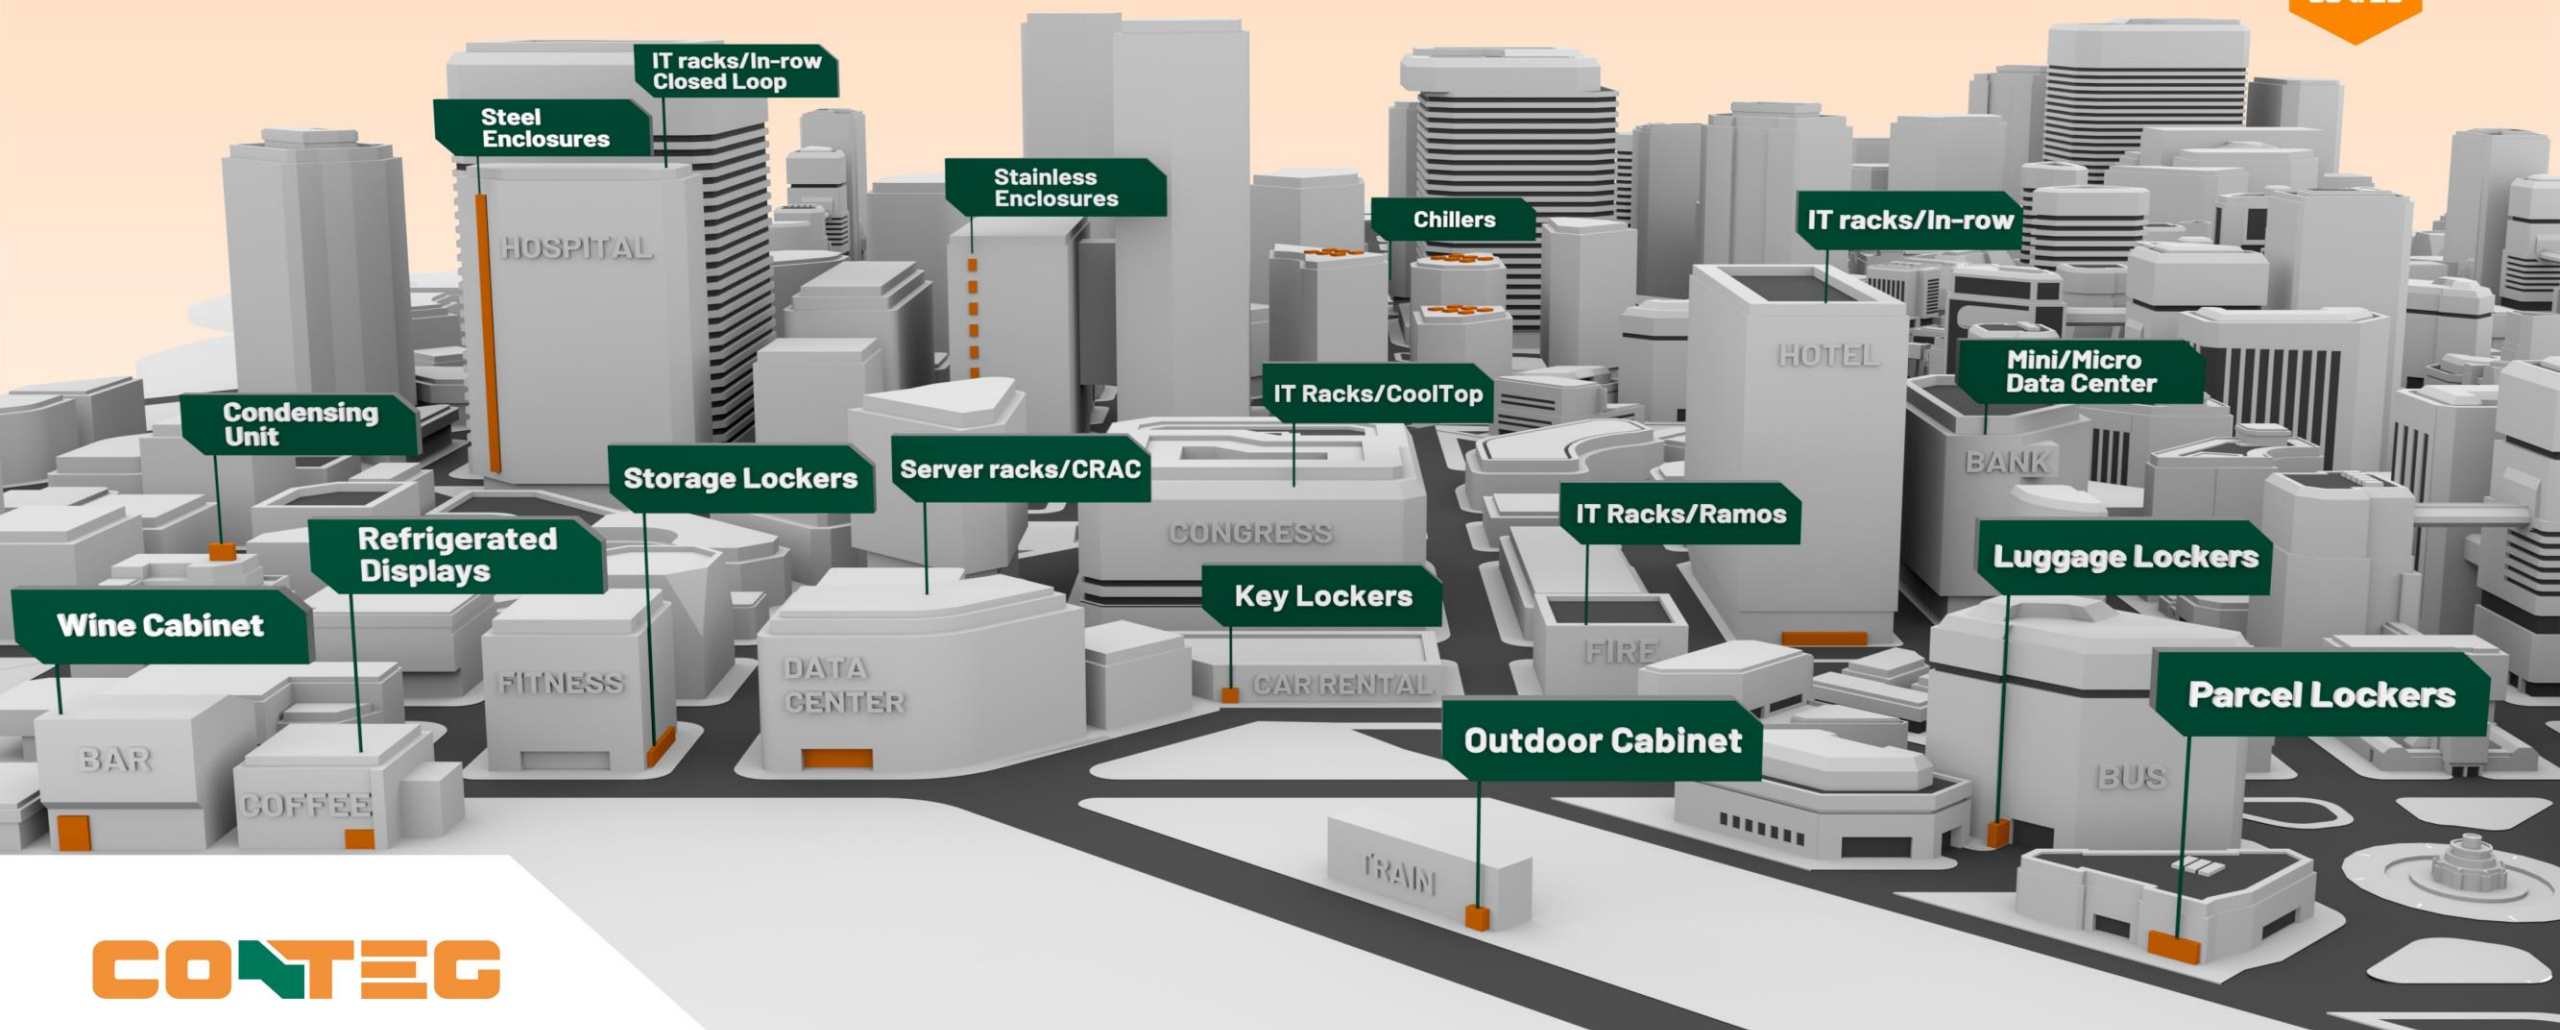 IT racks/In-row
Closed Loop
Steel
Enclosures
HOSPITAL
Stainless
Enclosures
Chillers
IT racks/In-row
HOTEL
Mini/Micro
Data Center
BANK
IT Racks/CoolTop
CONGRESS
Condensing
Unit
Storage Lockers
Server racks/CRAC
IT Racks/Ramos
FIRE
Refrigerated
Displays
Luggage Lockers
Key Lockers
CAR RENTAL
Wine Cabinet
FITNESS
DATA
CENTER
Parcel Lockers
Outdoor Cabinet
BAR
COFFEE
BUS
TRAIN
CONTEG